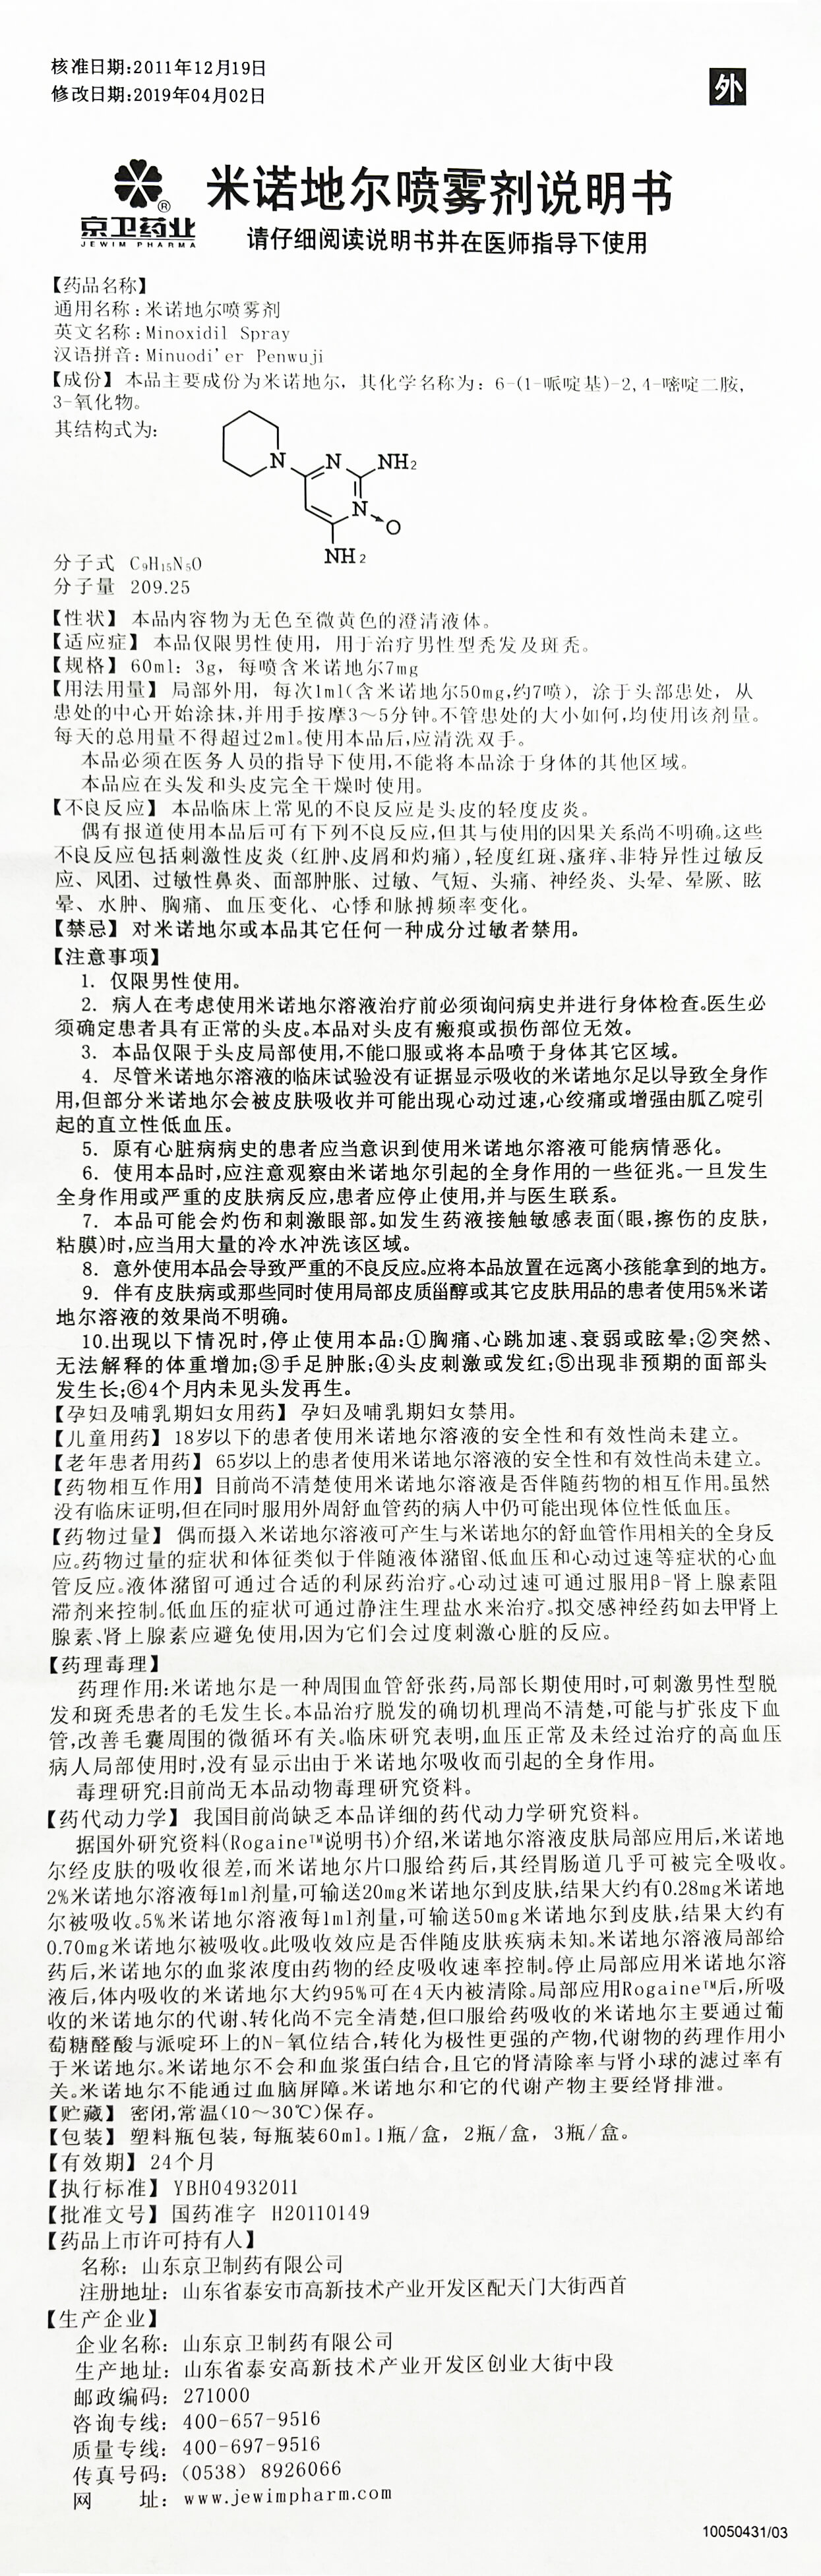 核准日期:2011年12月19日
修改日期:2019年04月02日
外
京卫药业®
JEWIM PHARMA
米诺地尔喷雾剂说明书
请仔细阅读说明书并在医师指导下使用
【药品名称】
通用名称:米诺地尔喷雾剂
英文名称:Minoxidil Spray
汉语拼音:Minuodi'er Penwuji
【成份】 本品主要成份为米诺地尔，其化学名称为：6-(1-哌啶基)-2,4-嘧啶二胺,
3-氧化物。
其结构式为:
N N NH₂
N
O
NH₂
分子式 C₉H₁₅N₅O
分子量 209.25
【性状】 本品内容物为无色至微黄色的澄清液体。
【适应症】 本品仅限男性使用，用于治疗男性型秃发及斑秃。
【规格】 60ml：3g，每喷含米诺地尔7mg
【用法用量】 局部外用，每次1ml(含米诺地尔50mg,约7喷)，涂于头部患处，从
患处的中心开始涂抹,并用手按摩3～5分钟。不管患处的大小如何,均使用该剂量。
每天的总用量不得超过2ml。使用本品后,应清洗双手。
本品必须在医务人员的指导下使用,不能将本品涂于身体的其他区域。
本品应在头发和头皮完全干燥时使用。
【不良反应】 本品临床上常见的不良反应是头皮的轻度皮炎。
偶有报道使用本品后可有下列不良反应,但其与使用的因果关系尚不明确。这些
不良反应包括刺激性皮炎(红肿、皮屑和灼痛),轻度红斑、瘙痒、非特异性过敏反
应、风团、过敏性鼻炎、面部肿胀、过敏、气短、头痛、神经炎、头晕、晕厥、眩
晕、水肿、胸痛、血压变化、心悸和脉搏频率变化。
【禁忌】 对米诺地尔或本品其它任何一种成分过敏者禁用。
【注意事项】
1．仅限男性使用。
2．病人在考虑使用米诺地尔溶液治疗前必须询问病史并进行身体检查。医生必
须确定患者具有正常的头皮。本品对头皮有瘢痕或损伤部位无效。
3．本品仅限于头皮局部使用,不能口服或将本品喷于身体其它区域。
4．尽管米诺地尔溶液的临床试验没有证据显示吸收的米诺地尔足以导致全身作
用,但部分米诺地尔会被皮肤吸收并可能出现心动过速,心绞痛或增强由胍乙啶引
起的直立性低血压。
5．原有心脏病病史的患者应当意识到使用米诺地尔溶液可能病情恶化。
6．使用本品时,应注意观察由米诺地尔引起的全身作用的一些征兆。一旦发生
全身作用或严重的皮肤病反应,患者应停止使用,并与医生联系。
7．本品可能会灼伤和刺激眼部。如发生药液接触敏感表面(眼,擦伤的皮肤,
粘膜)时,应当用大量的冷水冲洗该区域。
8．意外使用本品会导致严重的不良反应。应将本品放置在远离小孩能拿到的地方。
9．伴有皮肤病或那些同时使用局部皮质甾醇或其它皮肤用品的患者使用5%米诺
地尔溶液的效果尚不明确。
10.出现以下情况时,停止使用本品:①胸痛、心跳加速、衰弱或眩晕;②突然、
无法解释的体重增加;③手足肿胀;④头皮刺激或发红;⑤出现非预期的面部头
发生长;⑥4个月内未见头发再生。
【孕妇及哺乳期妇女用药】 孕妇及哺乳期妇女禁用。
【儿童用药】 18岁以下的患者使用米诺地尔溶液的安全性和有效性尚未建立。
【老年患者用药】 65岁以上的患者使用米诺地尔溶液的安全性和有效性尚未建立。
【药物相互作用】 目前尚不清楚使用米诺地尔溶液是否伴随药物的相互作用。虽然
没有临床证明,但在同时服用外周舒血管药的病人中仍可能出现体位性低血压。
【药物过量】 偶而摄入米诺地尔溶液可产生与米诺地尔的舒血管作用相关的全身反
应。药物过量的症状和体征类似于伴随液体潴留、低血压和心动过速等症状的心血
管反应。液体潴留可通过合适的利尿药治疗。心动过速可通过服用β-肾上腺素阻
滞剂来控制。低血压的症状可通过静注生理盐水来治疗。拟交感神经药如去甲肾上
腺素、肾上腺素应避免使用,因为它们会过度刺激心脏的反应。
【药理毒理】
药理作用:米诺地尔是一种周围血管舒张药,局部长期使用时,可刺激男性型脱
发和斑秃患者的毛发生长。本品治疗脱发的确切机理尚不清楚,可能与扩张皮下血
管,改善毛囊周围的微循环有关。临床研究表明,血压正常及未经过治疗的高血压
病人局部使用时,没有显示出由于米诺地尔吸收而引起的全身作用。
毒理研究:目前尚无本品动物毒理研究资料。
【药代动力学】 我国目前尚缺乏本品详细的药代动力学研究资料。
据国外研究资料(Rogaine™说明书)介绍,米诺地尔溶液皮肤局部应用后,米诺地
尔经皮肤的吸收很差,而米诺地尔片口服给药后,其经胃肠道几乎可被完全吸收。
2%米诺地尔溶液每1ml剂量,可输送20mg米诺地尔到皮肤,结果大约有0.28mg米诺地
尔被吸收。5%米诺地尔溶液每1ml剂量,可输送50mg米诺地尔到皮肤,结果大约有
0.70mg米诺地尔被吸收。此吸收效应是否伴随皮肤疾病未知。米诺地尔溶液局部给
药后,米诺地尔的血浆浓度由药物的经皮吸收速率控制。停止局部应用米诺地尔溶
液后,体内吸收的米诺地尔大约95%可在4天内被清除。局部应用Rogaine™后,所吸
收的米诺地尔的代谢、转化尚不完全清楚,但口服给药吸收的米诺地尔主要通过葡
萄糖醛酸与派啶环上的N-氧位结合,转化为极性更强的产物,代谢物的药理作用小
于米诺地尔。米诺地尔不会和血浆蛋白结合,且它的肾清除率与肾小球的滤过率有
关。米诺地尔不能通过血脑屏障。米诺地尔和它的代谢产物主要经肾排泄。
【贮藏】 密闭,常温(10～30℃)保存。
【包装】 塑料瓶包装,每瓶装60ml。1瓶/盒，2瓶/盒，3瓶/盒。
【有效期】 24个月
【执行标准】 YBH04932011
【批准文号】 国药准字 H20110149
【药品上市许可持有人】
名称：山东京卫制药有限公司
注册地址：山东省泰安市高新技术产业开发区配天门大街西首
【生产企业】
企业名称：山东京卫制药有限公司
生产地址：山东省泰安高新技术产业开发区创业大街中段
邮政编码：271000
咨询专线：400-657-9516
质量专线：400-697-9516
传真号码：(0538) 8926066
网 址：www.jewimpharm.com
10050431/03